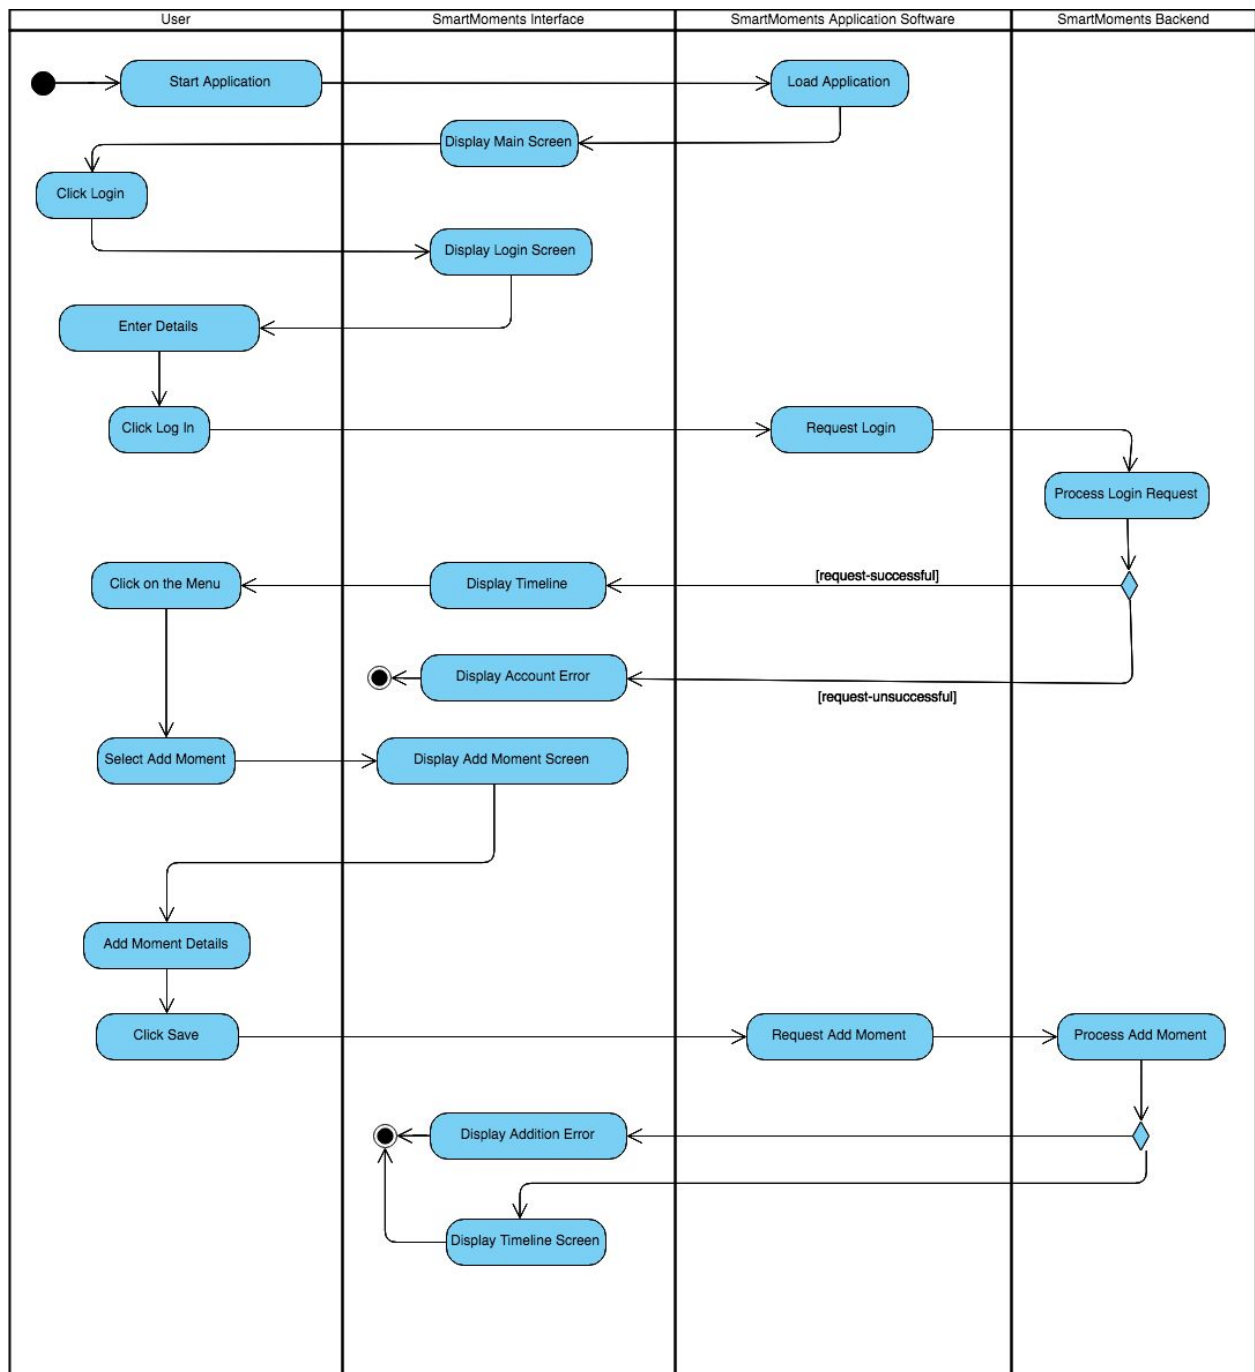 User
SmartMoments Interface
SmartMoments Application Software
SmartMoments Backend
Start Application
Load Application
Display Main Screen
Click Login
Display Login Screen
Enter Details
Click Log In
Request Login
Process Login Request
Click on the Menu
Display Timeline
[request-successful]
Display Account Error
[request-unsuccessful]
Select Add Moment
Display Add Moment Screen
Add Moment Details
Click Save
Request Add Moment
Process Add Moment
Display Addition Error
Display Timeline Screen